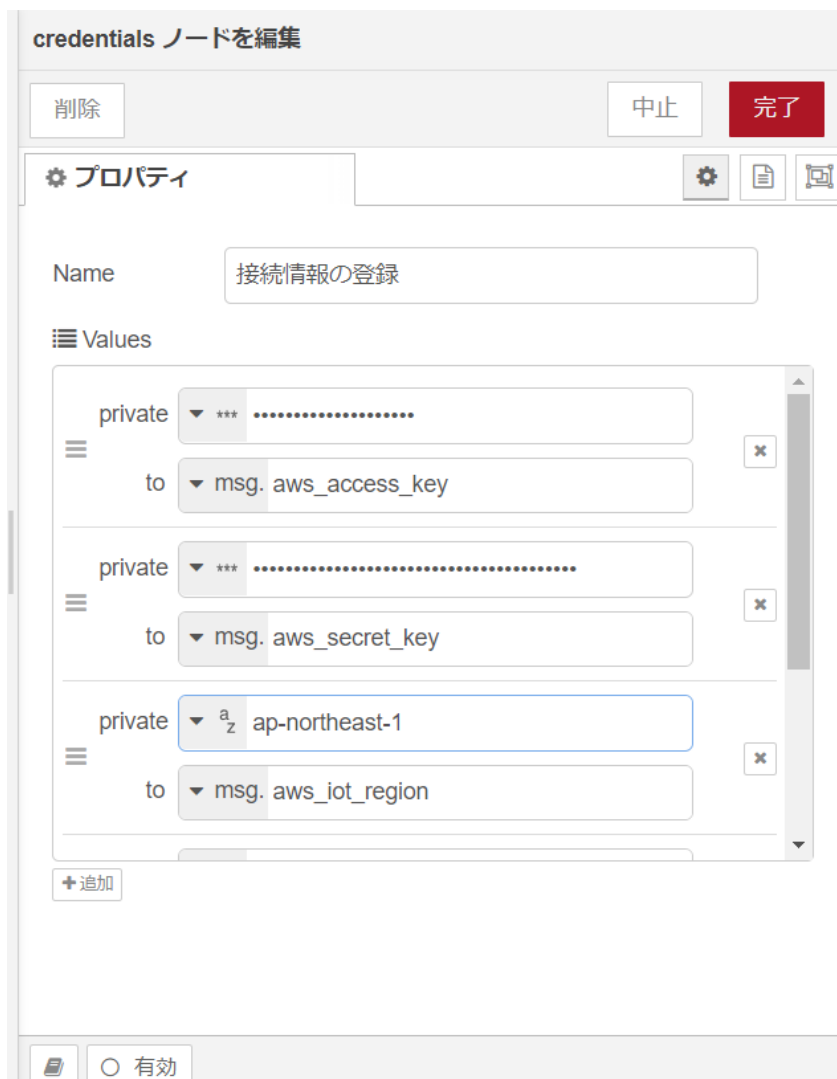 credentials ノードを編集
削除
中止
完了
プロパティ
Name
接続情報の登録
Values
private
*** ••••••••••••••••••••
to
msg. aws_access_key
private
*** ••••••••••••••••••••••••••••••••••••••••
to
msg. aws_secret_key
private
az ap-northeast-1
to
msg. aws_iot_region
追加
有効